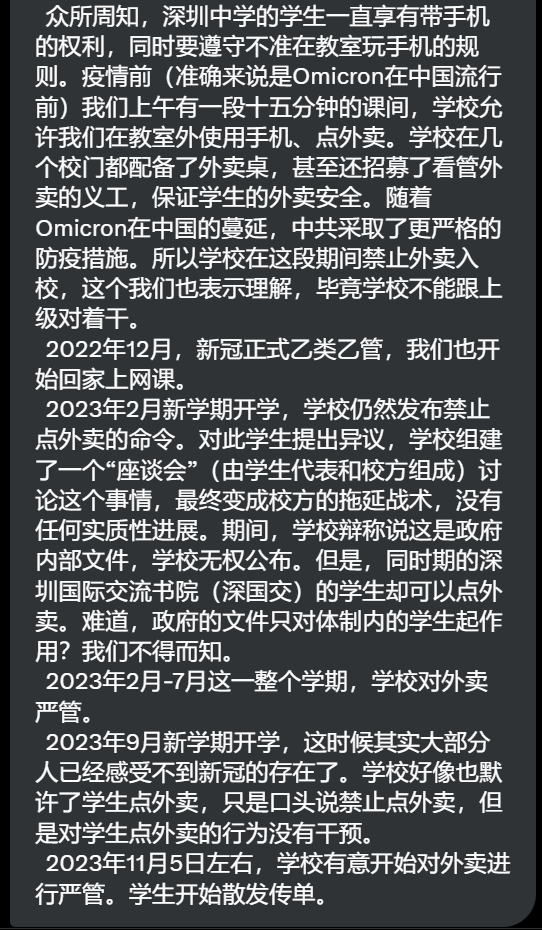 众所周知，深圳中学的学生一直享有带手机
的权利，同时要遵守不准在教室玩手机的规
则。疫情前（准确来说是Omicron在中国流行
前）我们上午有一段十五分钟的课间，学校允
许我们在教室外使用手机、点外卖。学校在几
个校门都配备了外卖桌，甚至还招募了看管外
卖的义工，保证学生的外卖安全。随着
Omicron在中国的蔓延，中共采取了更严格的
防疫措施。所以学校在这段期间禁止外卖入
校，这个我们也表示理解，毕竟学校不能跟上
级对着干。
2022年12月，新冠正式乙类乙管，我们也开
始回家上网课。
2023年2月新学期开学，学校仍然发布禁止
点外卖的命令。对此学生提出异议，学校组建
了一个“座谈会”（由学生代表和校方组成）讨
论这个事情，最终变成校方的拖延战术，没有
任何实质性进展。期间，学校辩称说这是政府
内部文件，学校无权公布。但是，同时期的深
圳国际交流书院（深国交）的学生却可以点外
卖。难道，政府的文件只对体制内的学生起作
用？我们不得而知。
2023年2月-7月这一整个学期，学校对外卖
严管。
2023年9月新学期开学，这时候其实大部分
人已经感受不到新冠的存在了。学校好像也默
许了学生点外卖，只是口头说禁止点外卖，但
是对学生点外卖的行为没有干预。
2023年11月5日左右，学校有意开始对外卖进
行严管。学生开始散发传单。